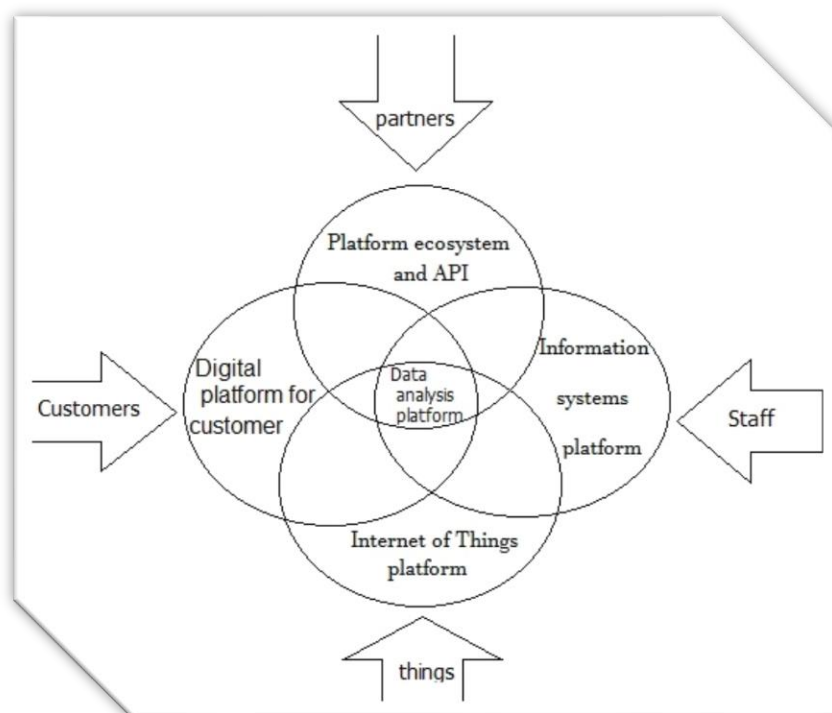 partners
Platform ecosystem
and API
Digital
platform for
customer
Data
analysis
platform
Information
systems
platform
Customers
Staff
Internet of Things
platform
things